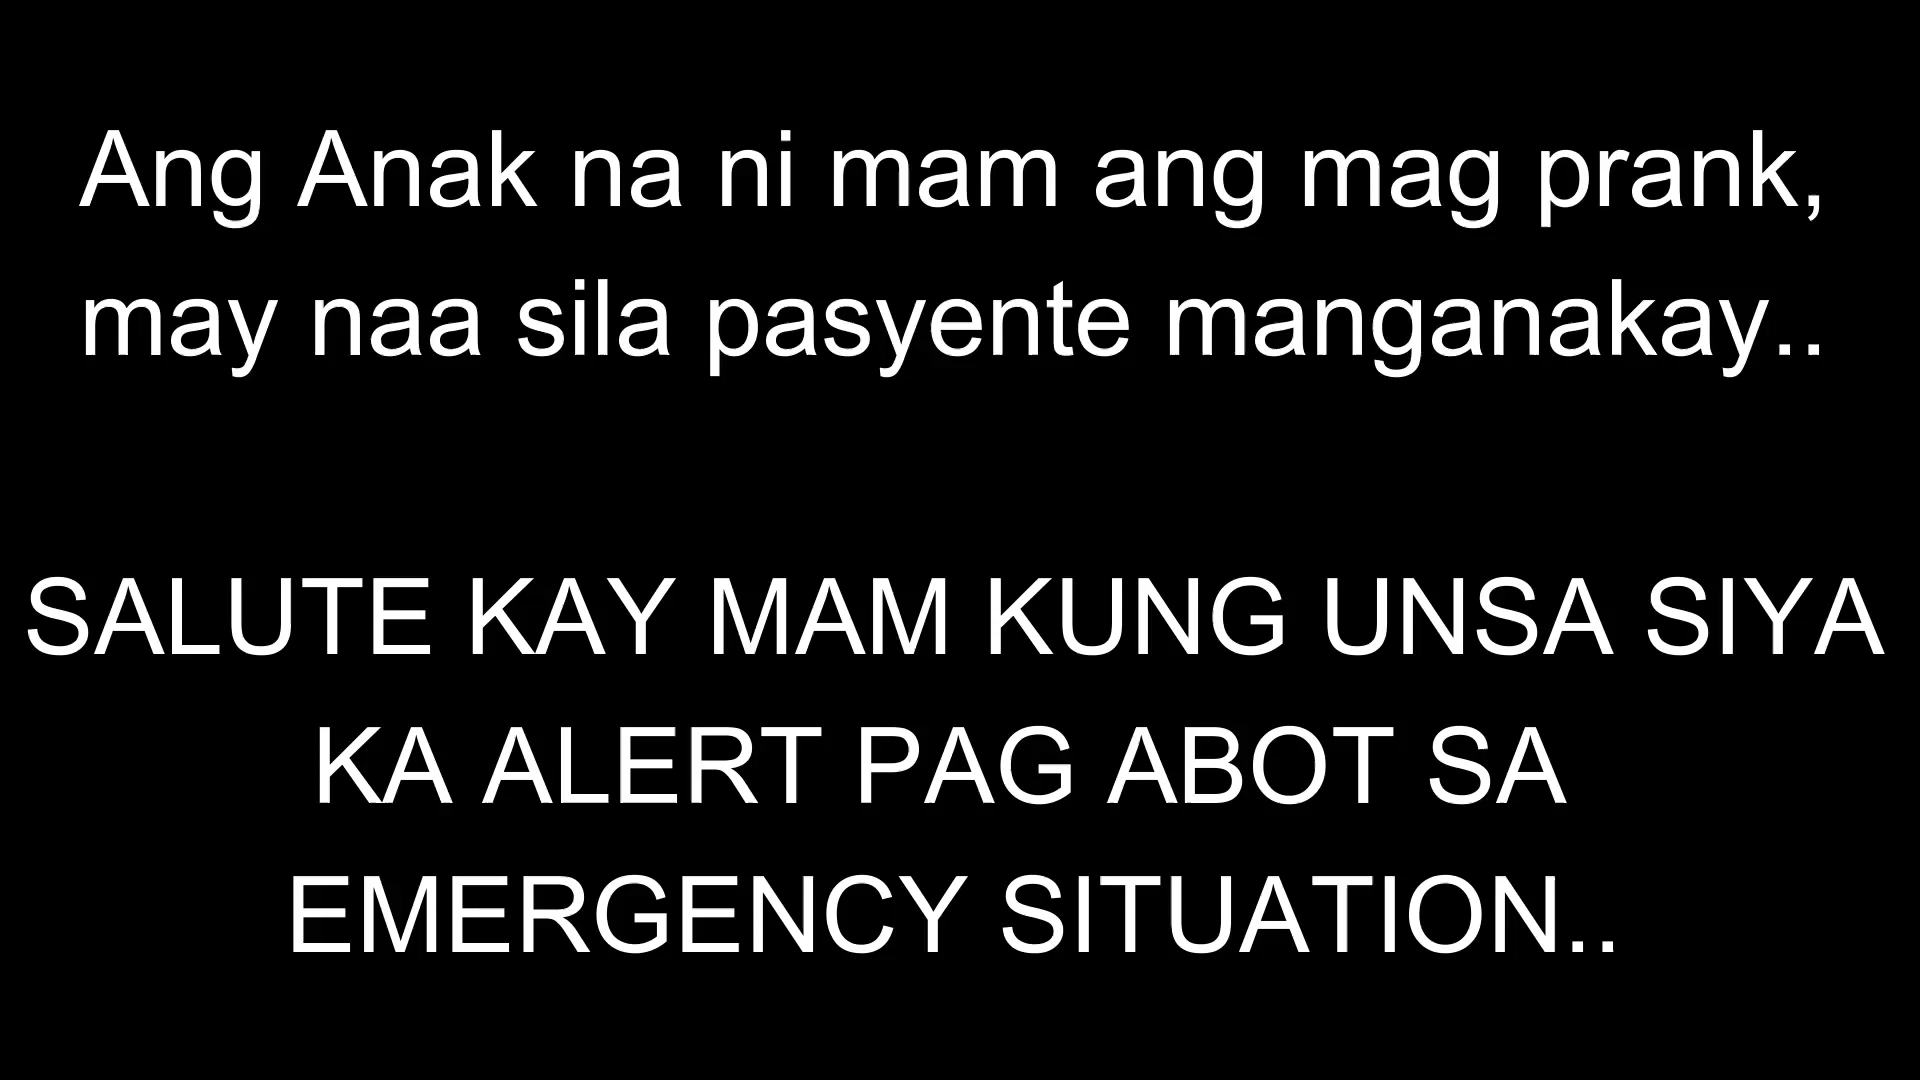 Ang Anak na ni mam ang mag prank,
may naa sila pasyente manganakay..
SALUTE KAY MAM KUNG UNSA SIYA
KA ALERT PAG ABOT SA
EMERGENCY SITUATION..